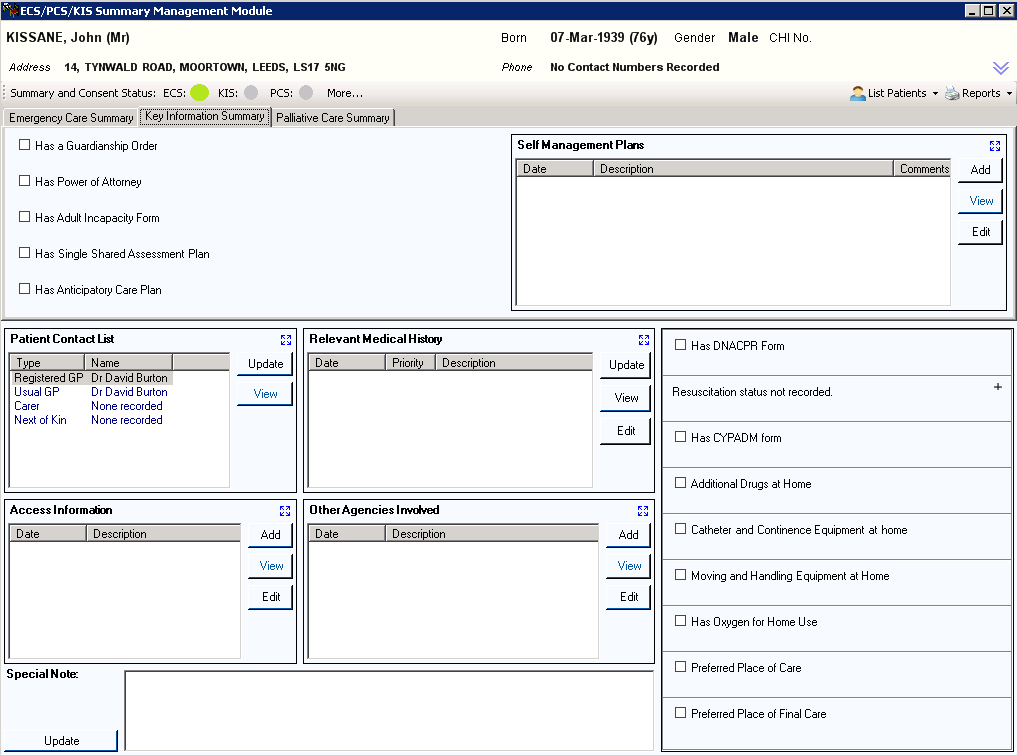 ECS/PCS/KIS Summary Management Module
KISSANE, John (Mr)
Born 07-Mar-1939 (76y) Gender Male CHI No.
Address 14, TYNWALD ROAD, MOORTOWN, LEEDS, LS17 5NG
Phone No Contact Numbers Recorded
Summary and Consent Status: ECS: KIS: PCS: More...
List Patients Reports
Emergency Care Summary Key Information Summary Palliative Care Summary
Has a Guardianship Order
Has Power of Attorney
Has Adult Incapacity Form
Has Single Shared Assessment Plan
Has Anticipatory Care Plan
Self Management Plans
Date Description Comments
Add
View
Edit
Patient Contact List
Type Name
Registered GP Dr David Burton
Usual GP Dr David Burton
Carer None recorded
Next of Kin None recorded
Update
View
Relevant Medical History
Date Priority Description
Update
View
Edit
Has DNACPR Form
Resuscitation status not recorded. +
Has CYPADM form
Additional Drugs at Home
Catheter and Continence Equipment at home
Moving and Handling Equipment at Home
Has Oxygen for Home Use
Preferred Place of Care
Preferred Place of Final Care
Access Information
Date Description
Add
View
Edit
Other Agencies Involved
Date Description
Add
View
Edit
Special Note:
Update